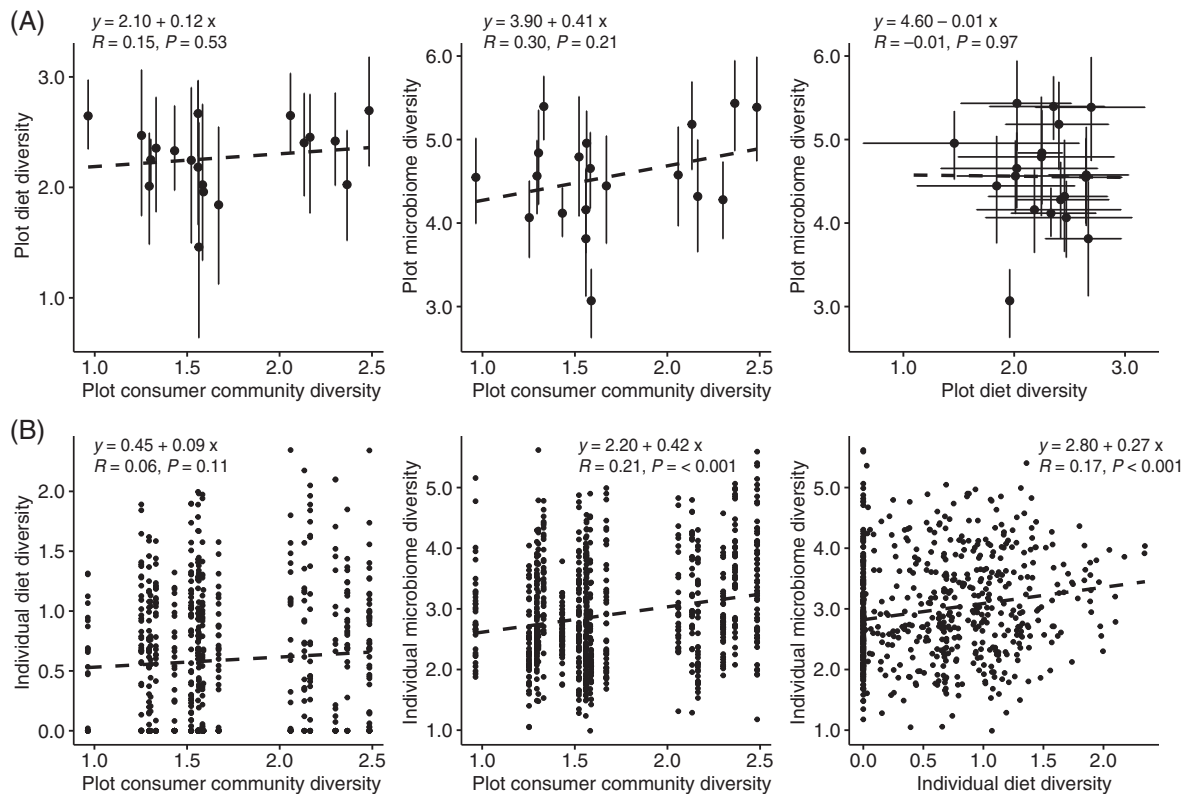 (A)
y = 2.10 + 0.12 x
R = 0.15, P = 0.53
Plot diet diversity
3.0
2.0
1.0
1.0 1.5 2.0 2.5
Plot consumer community diversity
y = 3.90 + 0.41 x
R = 0.30, P = 0.21
Plot microbiome diversity
6.0
5.0
4.0
3.0
1.0 1.5 2.0 2.5
Plot consumer community diversity
y = 4.60 – 0.01 x
R = –0.01, P = 0.97
Plot microbiome diversity
6.0
5.0
4.0
3.0
1.0 2.0 3.0
Plot diet diversity
(B)
y = 0.45 + 0.09 x
R = 0.06, P = 0.11
Individual diet diversity
2.0
1.5
1.0
0.5
0.0
1.0 1.5 2.0 2.5
Plot consumer community diversity
y = 2.20 + 0.42 x
R = 0.21, P = < 0.001
Individual microbiome diversity
5.0
4.0
3.0
2.0
1.0
1.0 1.5 2.0 2.5
Plot consumer community diversity
y = 2.80 + 0.27 x
R = 0.17, P < 0.001
Individual microbiome diversity
5.0
4.0
3.0
2.0
1.0
0.0 0.5 1.0 1.5 2.0
Individual diet diversity